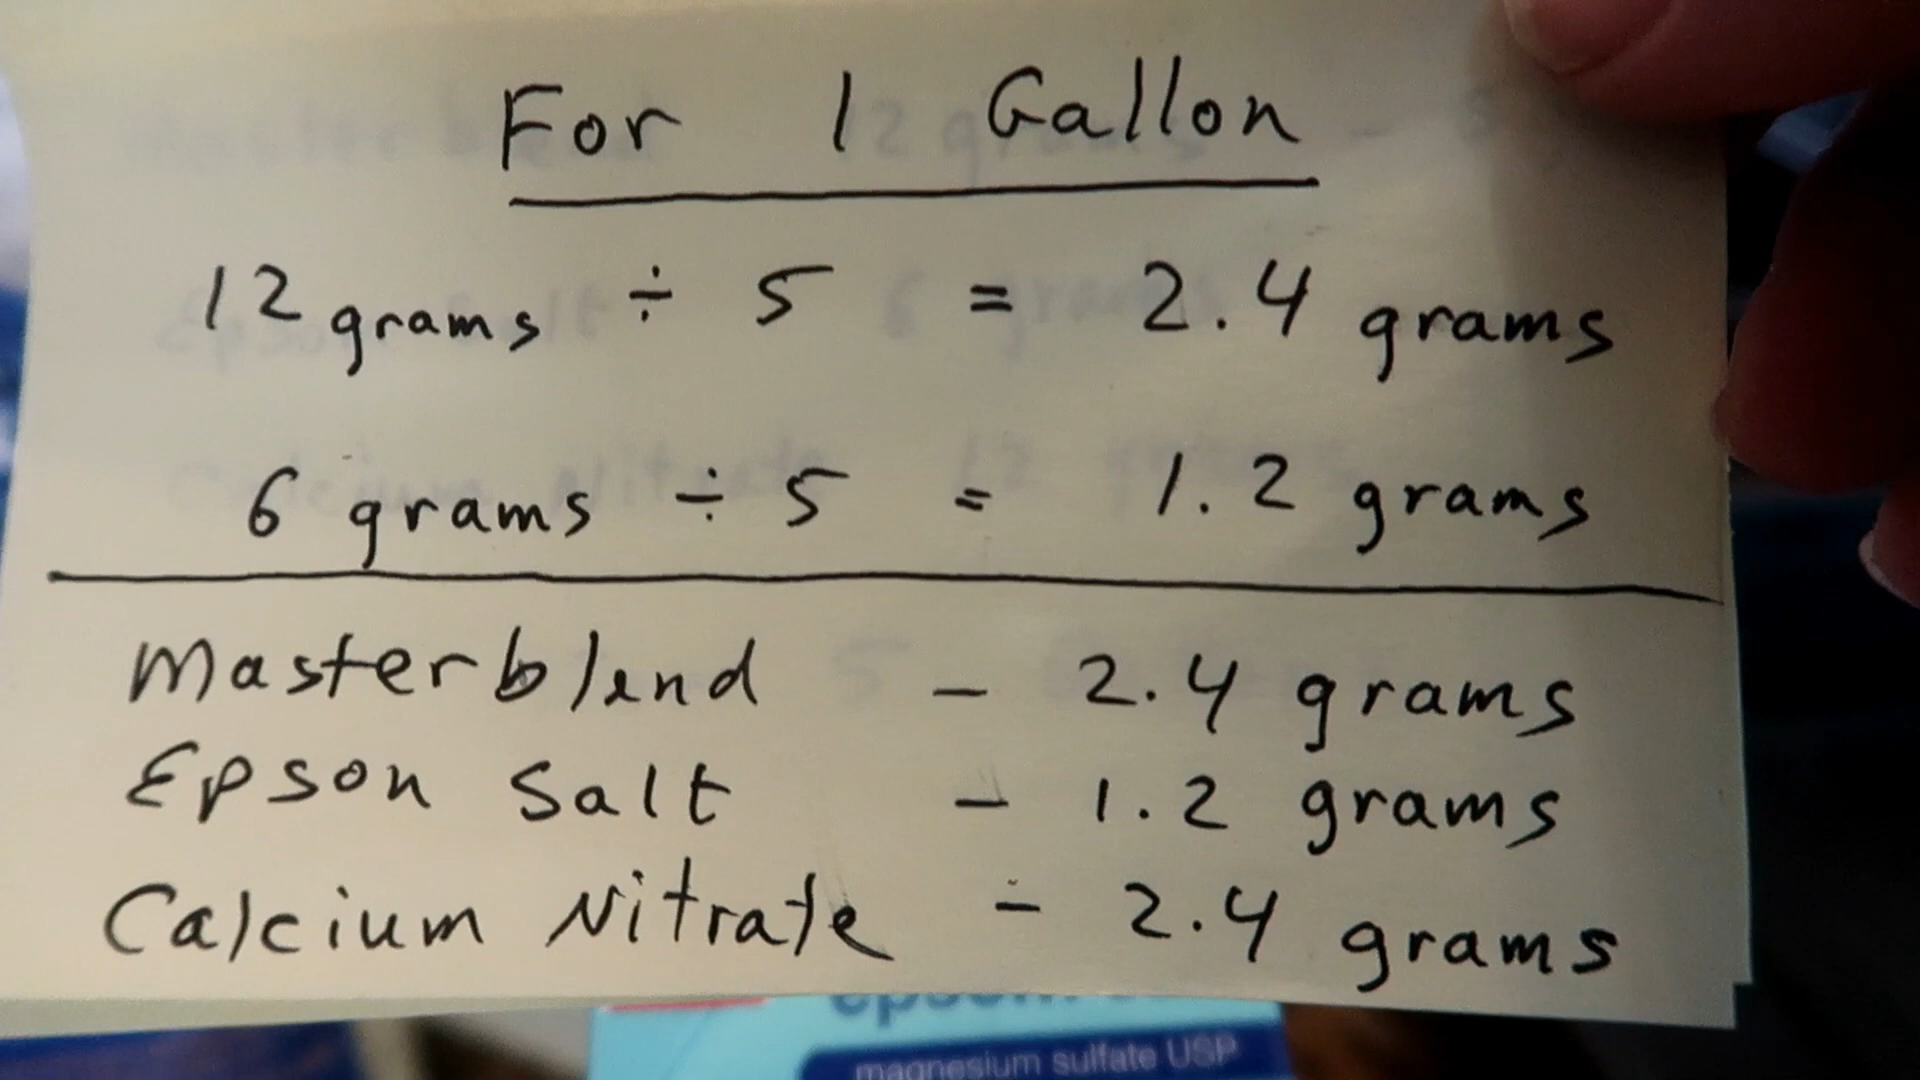 For 1 Gallon
12 grams ÷ 5 = 2.4 grams
6 grams ÷ 5 = 1.2 grams
Masterblend - 2.4 grams
Epson Salt - 1.2 grams
Calcium Nitrate - 2.4 grams
magnesium sulfate USP